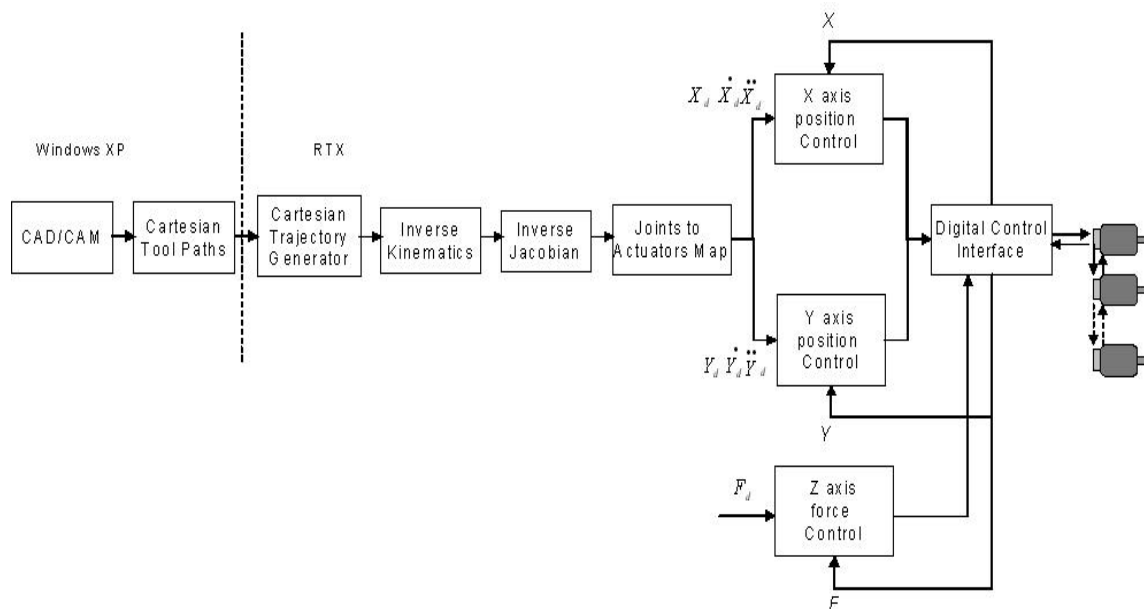 X
Ẋ
X_d Ẋ_d Ẍ_d
X axis
position
Control
Windows XP
RTX
CAD/CAM
Cartesian
Tool Paths
Cartesian
Trajectory
Generator
Inverse
Kinematics
Inverse
Jacobian
Joints to
Actuators Map
Digital Control
Interface
Y axis
position
Control
Y_d Ẏ_d Ÿ_d
Y
F_d
Z axis
force
Control
F